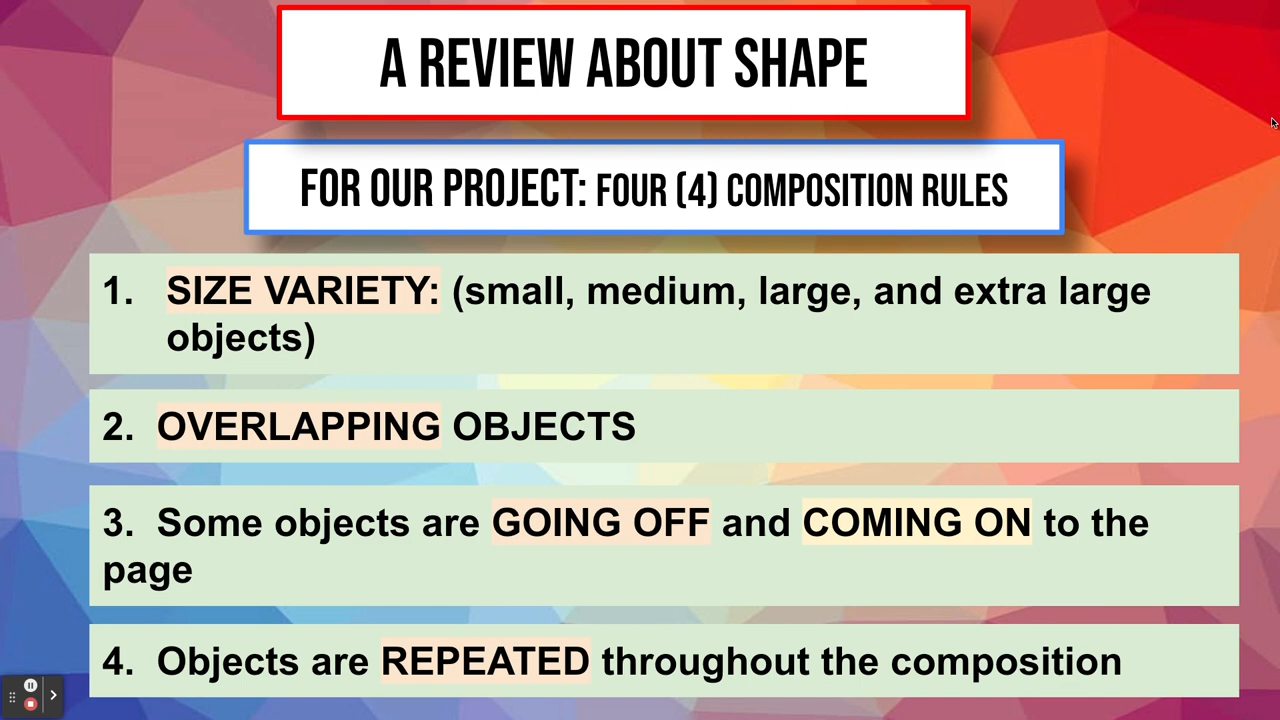 A REVIEW ABOUT SHAPE
FOR OUR PROJECT: FOUR (4) COMPOSITION RULES
1. SIZE VARIETY: (small, medium, large, and extra large
objects)
2. OVERLAPPING OBJECTS
3. Some objects are GOING OFF and COMING ON to the
page
4. Objects are REPEATED throughout the composition